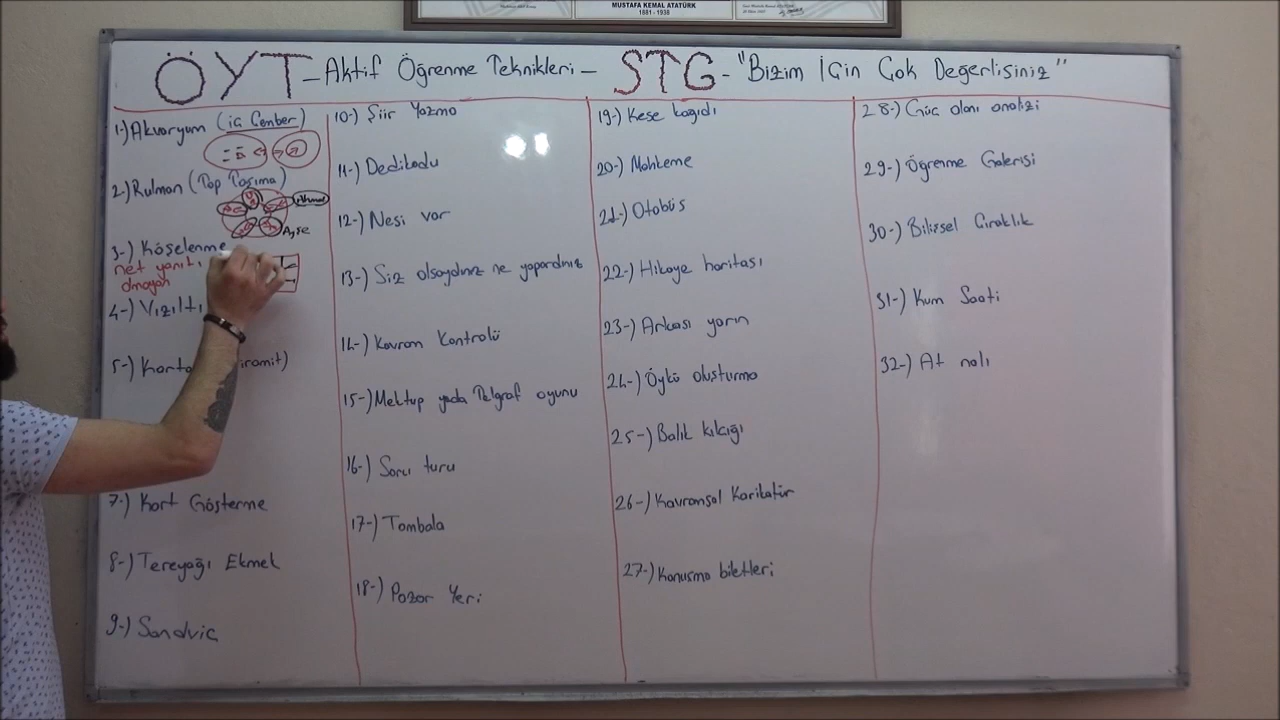 MUSTAFA KEMAL ATATÜRK
1881 - 1938
ÖYT - Aktif Öğrenme Teknikleri - STG - "Bizim İçin Çok Değerlisiniz"
1-) Akvaryum (iç Çember)
2-) Rulman (Top Taşıma)
Ahmet
Ayşe
3-) Köşelenme
net yanıtı
olmayan
4-) Vızıltı
5-) Karto iramit)
7-) Kart Gösterme
8-) Tereyağı Ekmek
9-) Sandviç
10-) Şiir Yazma
11-) Dedikodu
12-) Nesi var
13-) Siz olsaydınız ne yapardınız
14-) Kavram Kontrolü
15-) Mektup yada Telgraf oyunu
16-) Soru turu
17-) Tombala
18-) Pazar Yeri
19-) Kese kağıdı
20-) Mahkeme
21-) Otobüs
22-) Hikaye haritası
23-) Arkası yarın
24-) Öykü oluşturma
25-) Balık kılçığı
26-) Kavramsal Karikatür
27-) Konuşma biletleri
28-) Güç alanı analizi
29-) Öğrenme Galerisi
30-) Bilişsel Çıraklık
31-) Kum Saati
32-) At nalı